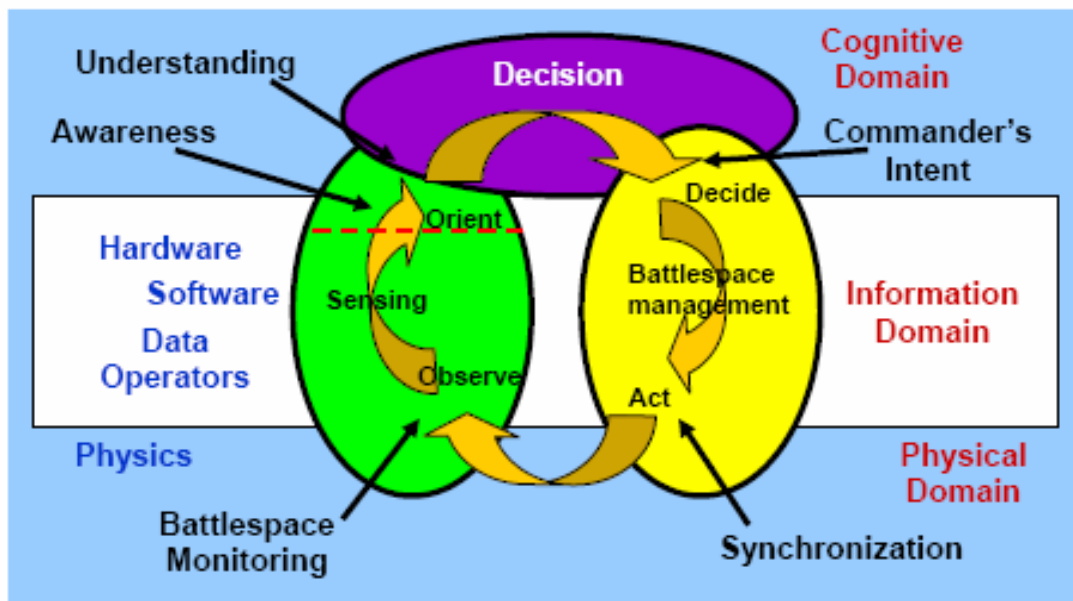 Understanding
Decision
Cognitive
Domain
Awareness
Commander's
Intent
Decide
Orient
Hardware
Software
Sensing
Battlespace
management
Information
Domain
Data
Operators
Observe
Act
Physics
Physical
Domain
Battlespace
Monitoring
Synchronization